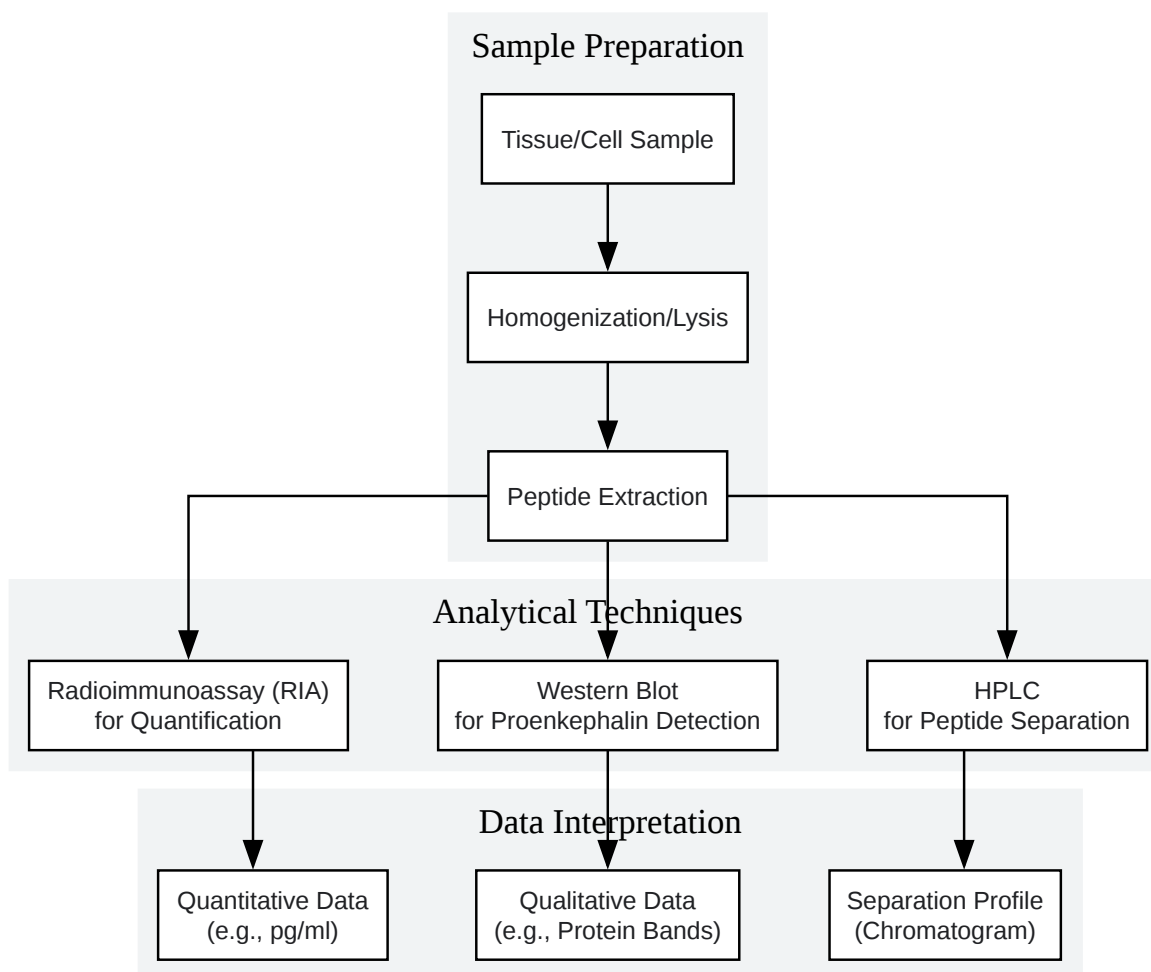 Sample Preparation
Tissue/Cell Sample
Homogenization/Lysis
Peptide Extraction
Analytical Techniques
Radioimmunoassay (RIA)
for Quantification
Western Blot
for Proenkephalin Detection
HPLC
for Peptide Separation
Data Interpretation
Quantitative Data
(e.g., pg/ml)
Qualitative Data
(e.g., Protein Bands)
Separation Profile
(Chromatogram)